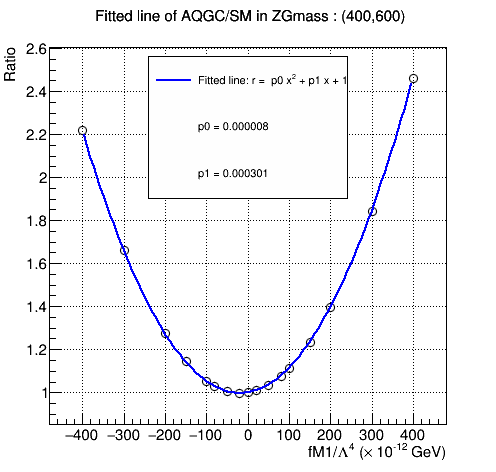 Fitted line of AQGC/SM in ZGmass : (400,600)
Ratio
2.6
2.4
2.2
2
1.8
1.6
1.4
1.2
1
Fitted line: r = p0 x² + p1 x + 1
p0 = 0.000008
p1 = 0.000301
−400 −300 −200 −100 0 100 200 300 400
fM1/Λ⁴ (× 10⁻¹² GeV)